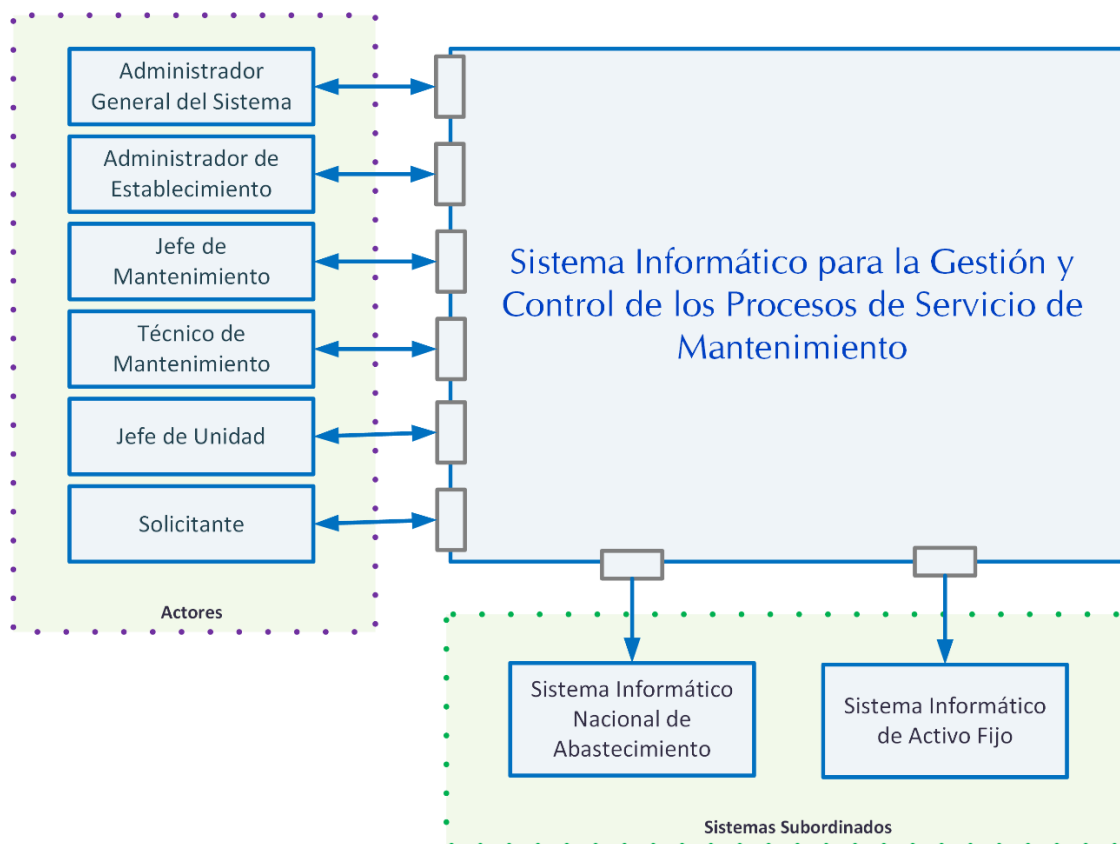 Administrador
General del Sistema
Administrador de
Establecimiento
Jefe de
Mantenimiento
Técnico de
Mantenimiento
Jefe de Unidad
Solicitante
Actores
Sistema Informático para la Gestión y
Control de los Procesos de Servicio de
Mantenimiento
Sistema Informático
Nacional de
Abastecimiento
Sistema Informático
de Activo Fijo
Sistemas Subordinados